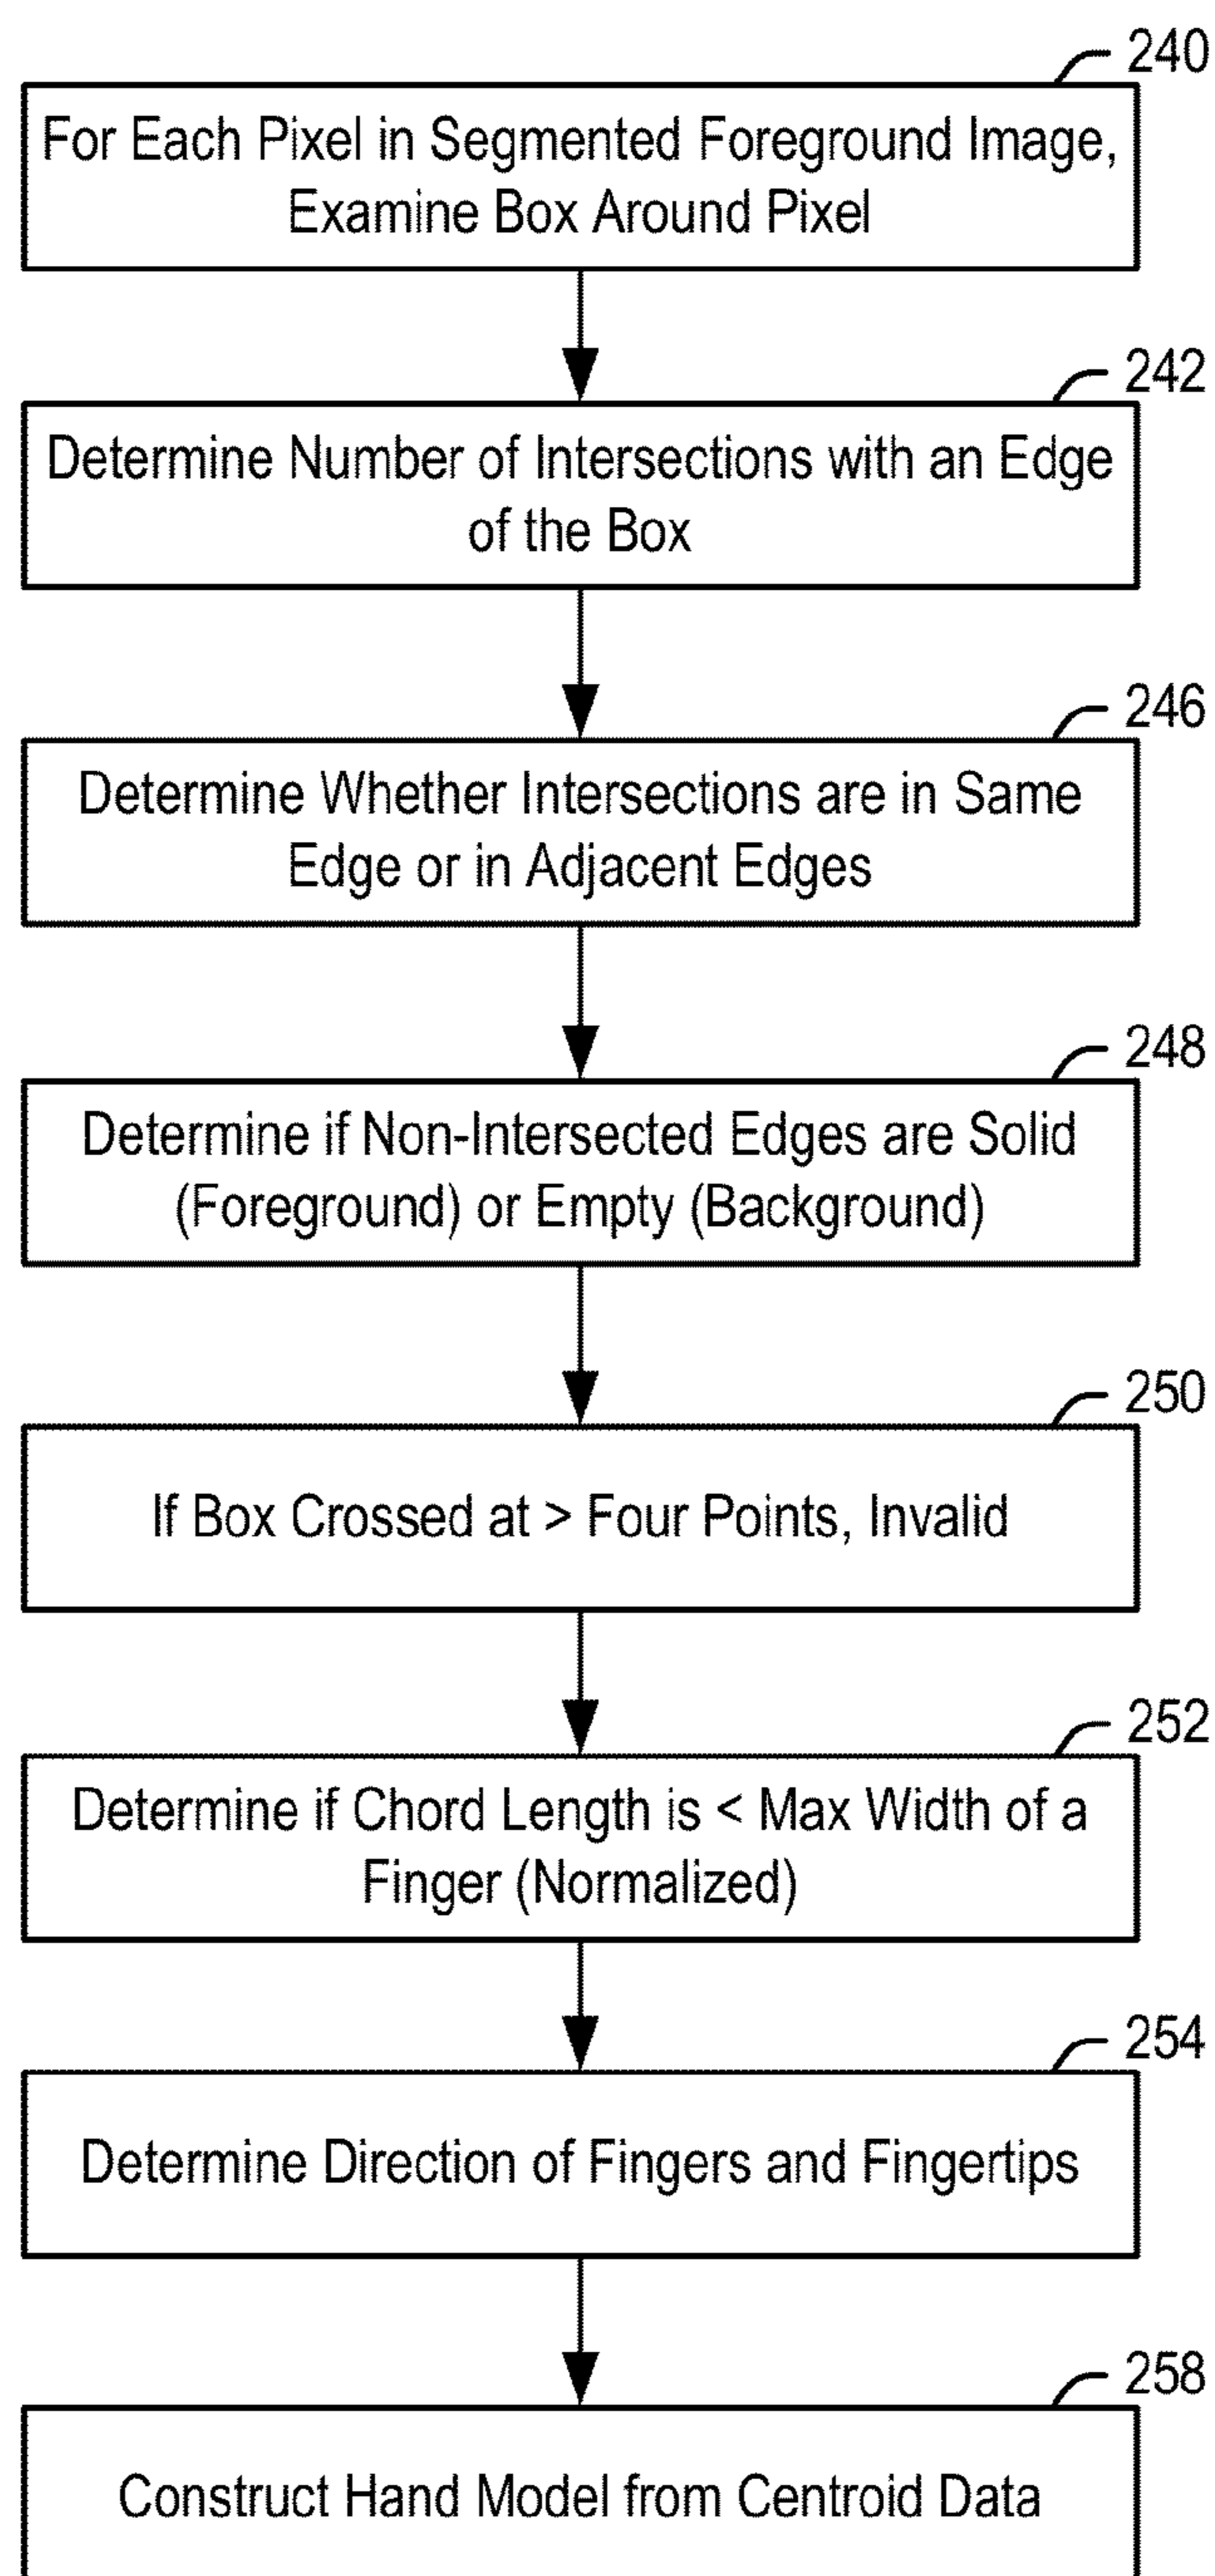 240
For Each Pixel in Segmented Foreground Image,
Examine Box Around Pixel
242
Determine Number of Intersections with an Edge
of the Box
246
Determine Whether Intersections are in Same
Edge or in Adjacent Edges
248
Determine if Non-Intersected Edges are Solid
(Foreground) or Empty (Background)
250
If Box Crossed at > Four Points, Invalid
252
Determine if Chord Length is < Max Width of a
Finger (Normalized)
254
Determine Direction of Fingers and Fingertips
258
Construct Hand Model from Centroid Data